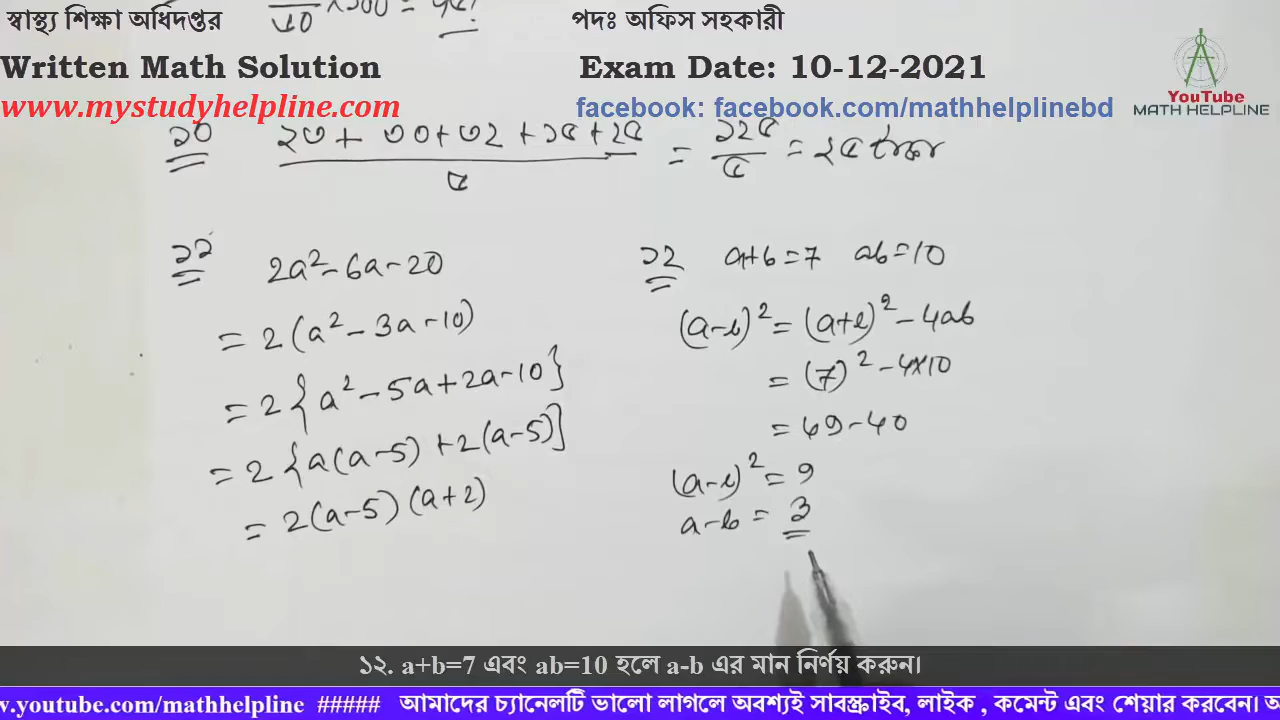 স্বাস্থ্য শিক্ষা অধিদপ্তর
পদঃ অফিস সহকারী
Written Math Solution
Exam Date: 10-12-2021
www.mystudyhelpline.com
facebook: facebook.com/mathhelplinebd
YouTube
MATH HELPLINE
১০
২৩ + ৩০ + ৩২ + ১৫ + ২৫
৫
= ১২৫/৫ = ২৫
১১
2a² - 6a - 20
= 2(a² - 3a - 10)
= 2{a² - 5a + 2a - 10}
= 2{a(a-5) + 2(a-5)}
= 2(a-5)(a+2)
১২ a+b=7 ab=10
(a-b)² = (a+b)² - 4ab
= (7)² - 4×10
= 49 - 40
(a-b)² = 9
a-b = 3
১২. a+b=7 এবং ab=10 হলে a-b এর মান নির্ণয় করুন।
w.youtube.com/mathhelpline ##### আমাদের চ্যানেলটি ভালো লাগলে অবশ্যই সাবস্ক্রাইব, লাইক , কমেন্ট এবং শেয়ার করবেন।